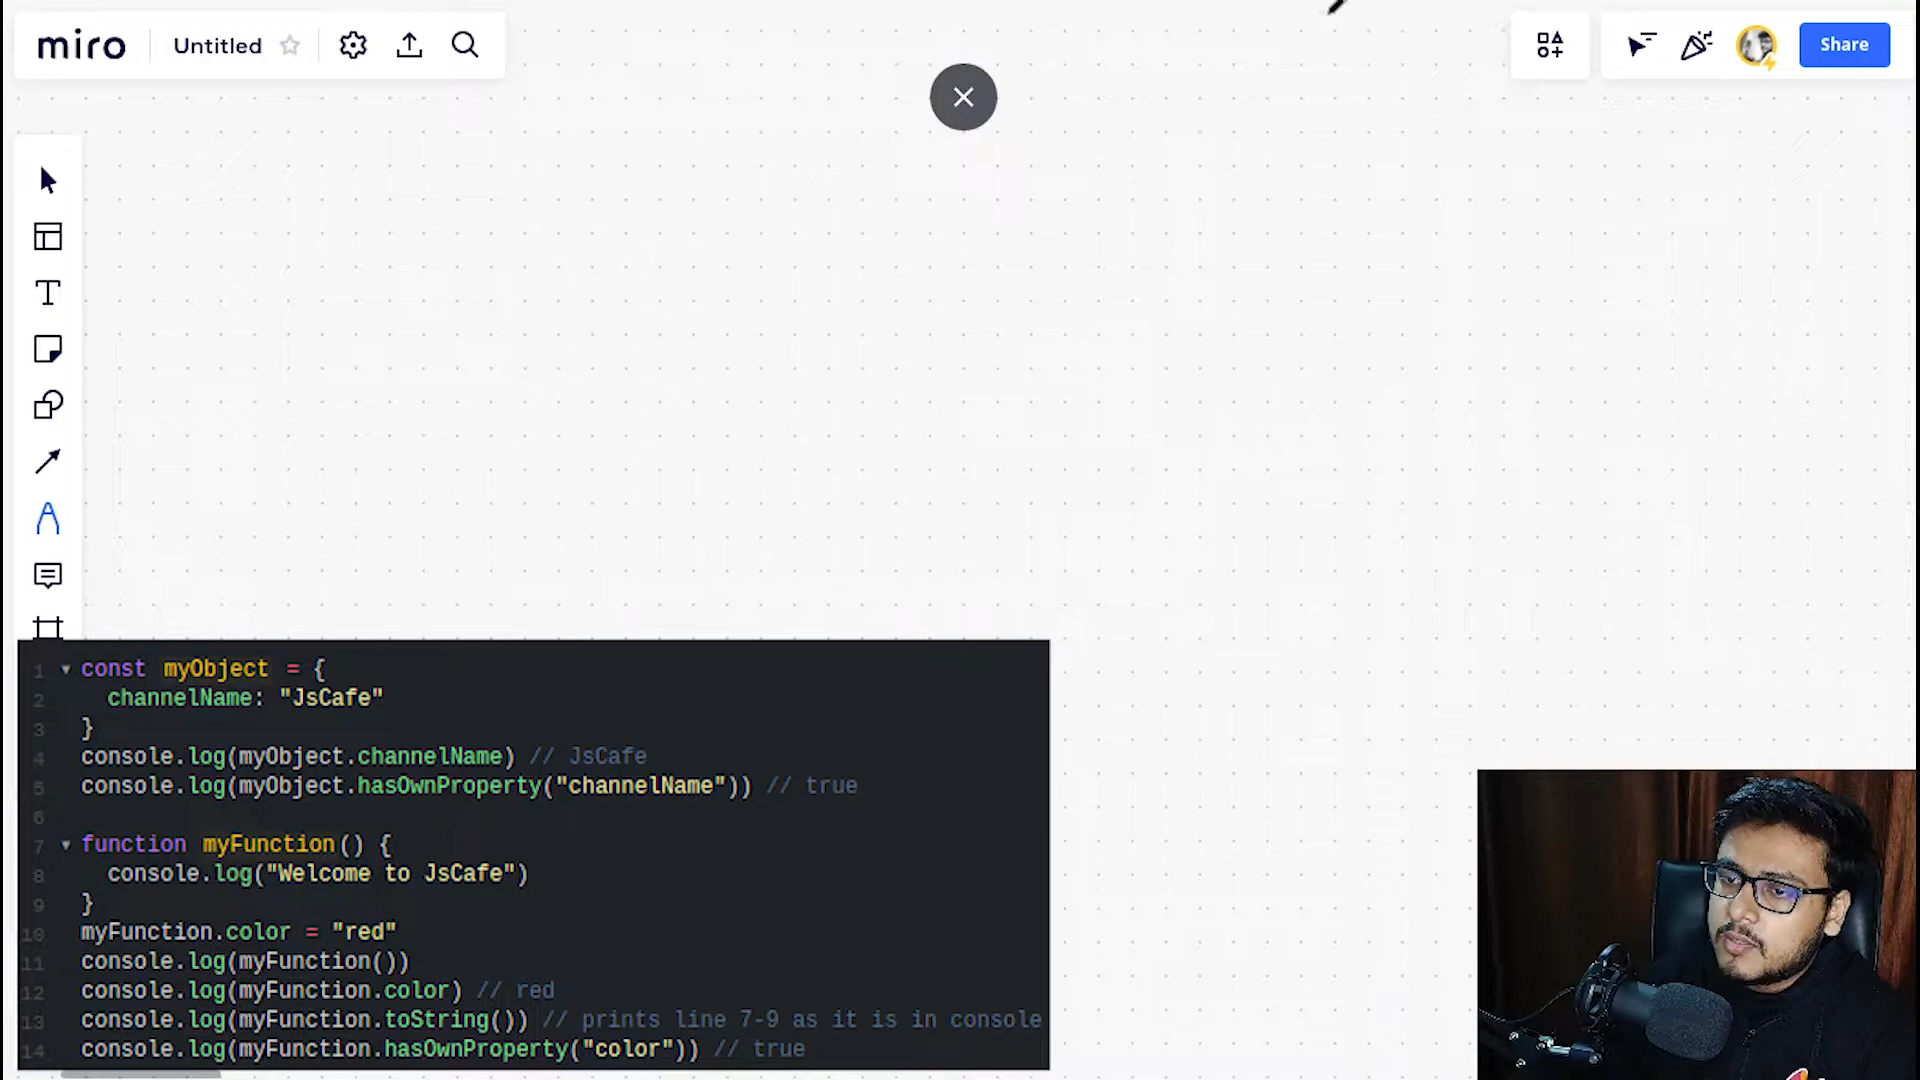 miro
Untitled
Share
1 const myObject = {
2 channelName: "JsCafe"
3 }
4 console.log(myObject.channelName) // JsCafe
5 console.log(myObject.hasOwnProperty("channelName")) // true
6
7 function myFunction() {
8 console.log("Welcome to JsCafe")
9 }
10 myFunction.color = "red"
11 console.log(myFunction())
12 console.log(myFunction.color) // red
13 console.log(myFunction.toString()) // prints line 7-9 as it is in console
14 console.log(myFunction.hasOwnProperty("color")) // true